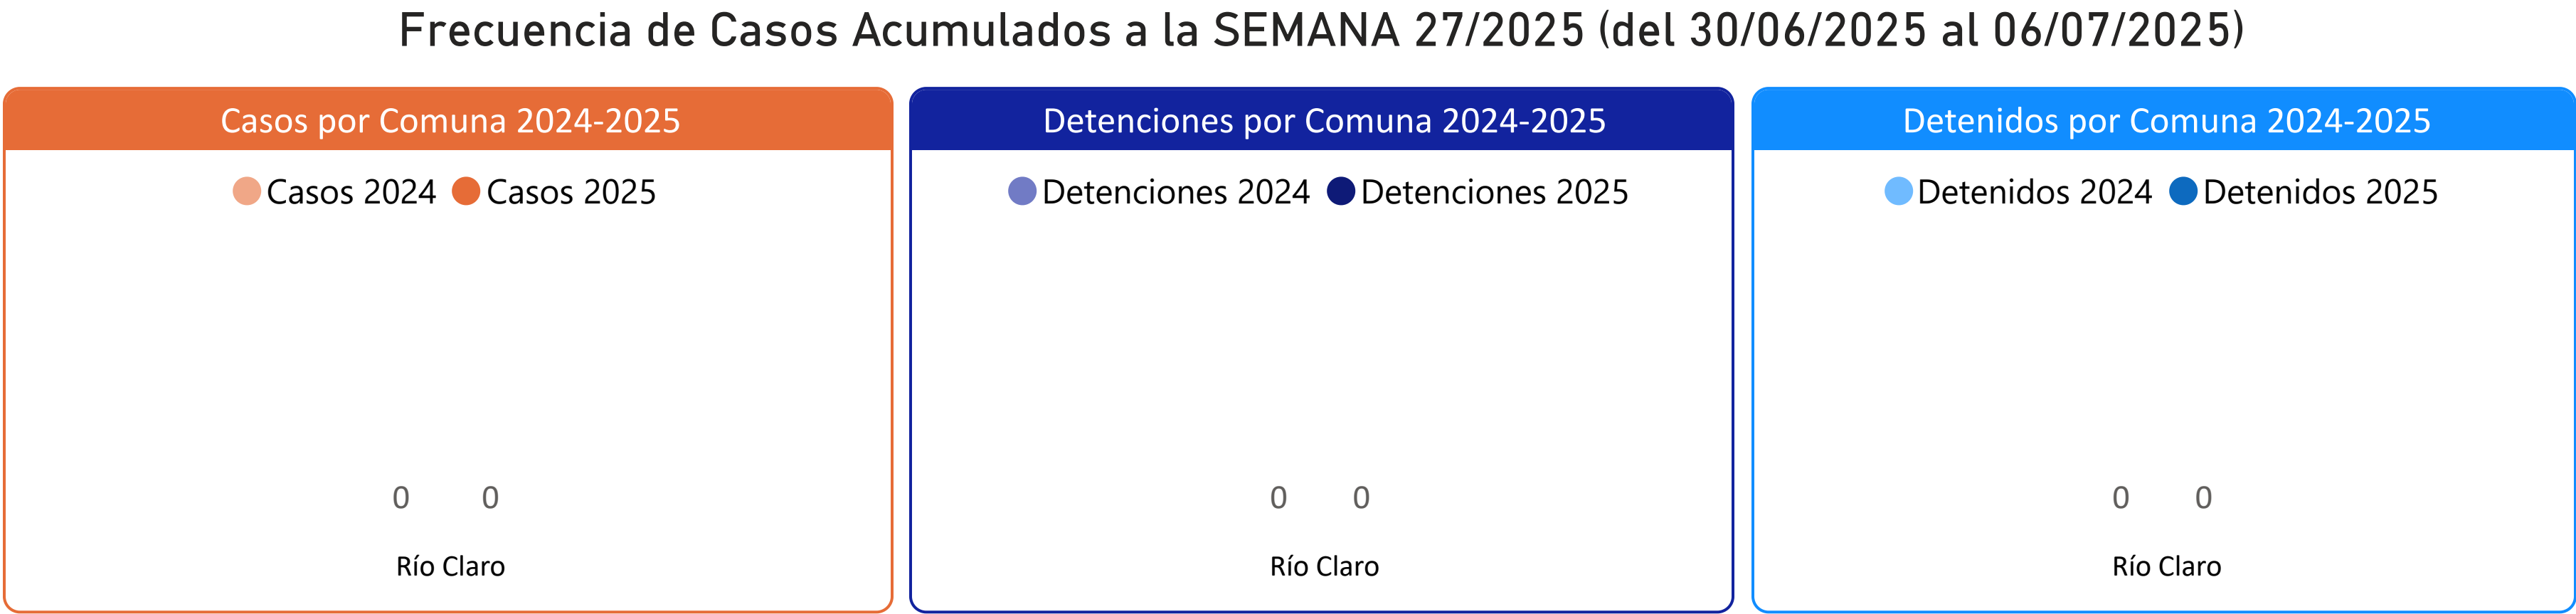 Frecuencia de Casos Acumulados a la SEMANA 27/2025 (del 30/06/2025 al 06/07/2025)
Casos por Comuna 2024-2025
Casos 2024 Casos 2025
0 0
Río Claro
Detenciones por Comuna 2024-2025
Detenciones 2024 Detenciones 2025
0 0
Río Claro
Detenidos por Comuna 2024-2025
Detenidos 2024 Detenidos 2025
0 0
Río Claro